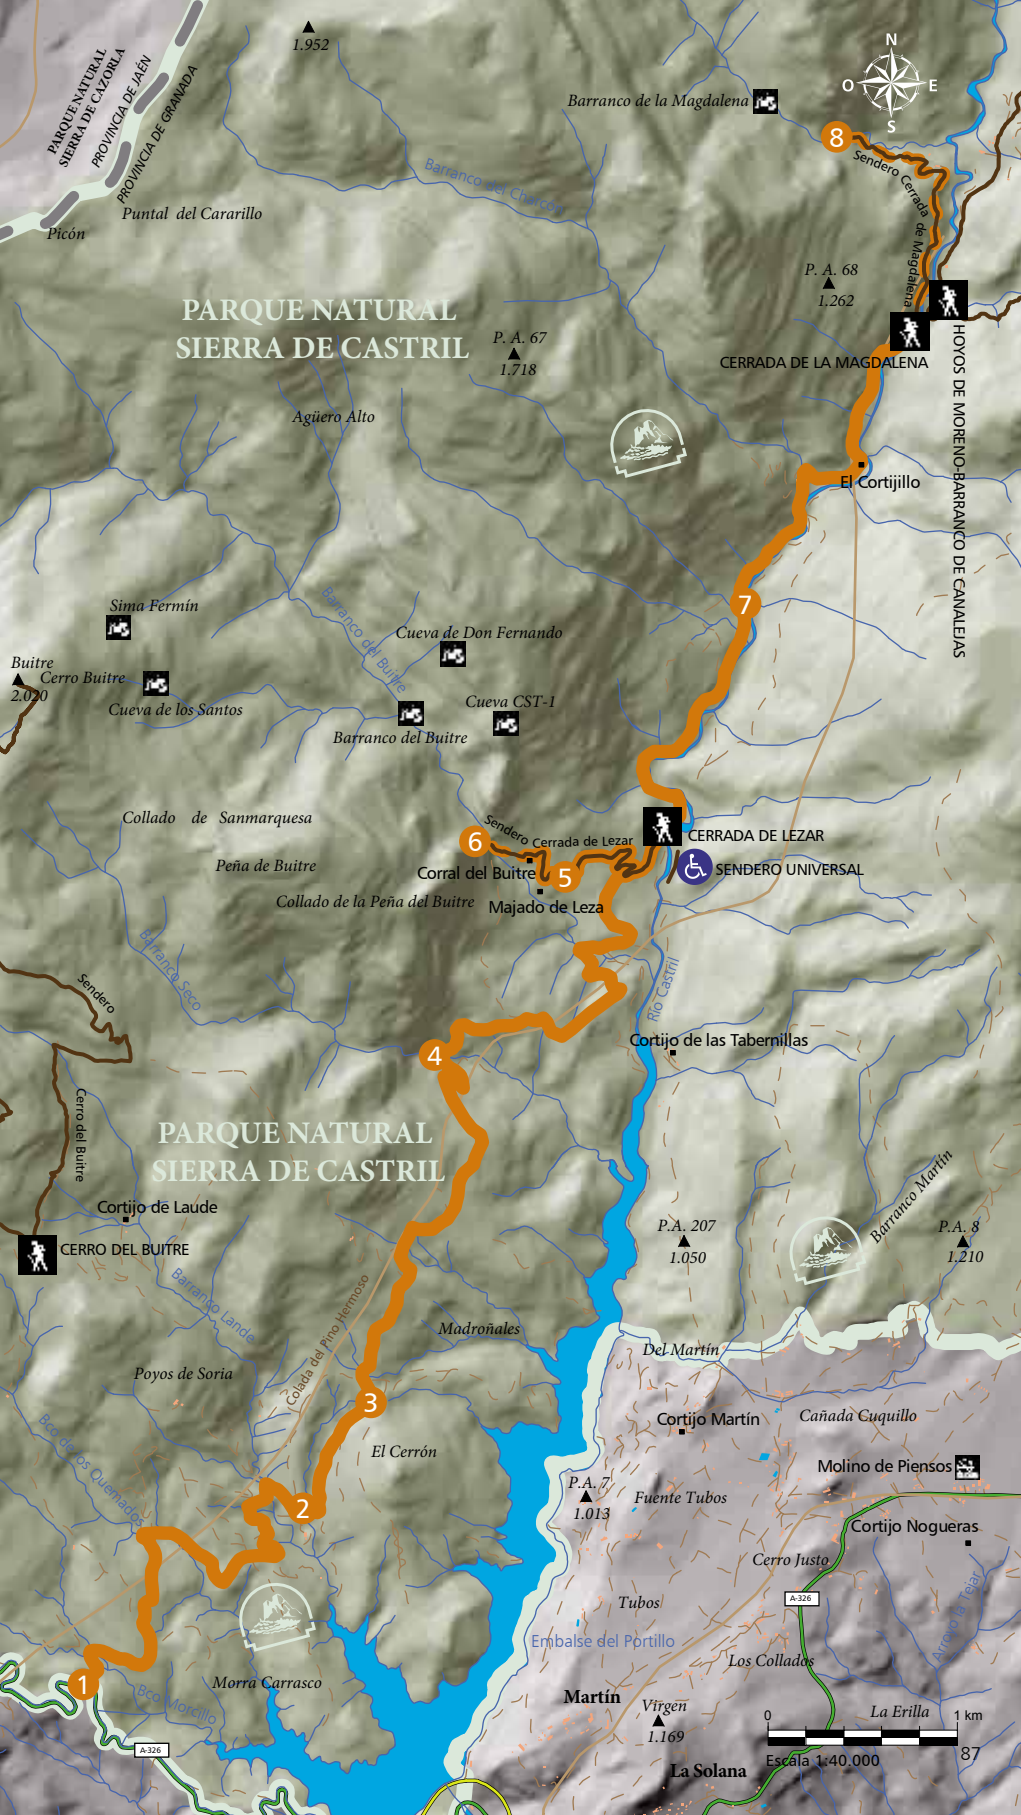 1.952
N
O
E
S
PARQUE NATURAL
SIERRA DE CAZORLA
PROVINCIA DE JAÉN
PROVINCIA DE GRANADA
Barranco de la Magdalena
8
Sendero Cerrada de Magdalena
Barranco del Charcón
Puntal del Cararillo
Picón
P. A. 68
1.262
PARQUE NATURAL
SIERRA DE CASTRIL
P. A. 67
1.718
CERRADA DE LA MAGDALENA
HOYOS DE MORENO-BARRANCO DE CANALEJAS
Agüero Alto
El Cortijillo
7
Sima Fermín
Barranco del Buitre
Cueva de Don Fernando
Buitre
2.020
Cerro Buitre
Cueva de los Santos
Cueva CST-1
Barranco del Buitre
Collado de Sanmarquesa
6
Sendero Cerrada de Lezar
CERRADA DE LEZAR
Peña de Buitre
Corral del Buitre
5
SENDERO UNIVERSAL
Collado de la Peña del Buitre
Majado de Leza
Barranco Seco
Río Castril
Sendero
Cerro del Buitre
4
Cortijo de las Tabernillas
PARQUE NATURAL
SIERRA DE CASTRIL
Cortijo de Laude
CERRO DEL BUITRE
Barranco Martín
P.A. 207
1.050
P.A. 8
1.210
Barranco Lande
Colada del Pino Hermoso
Madroñales
Del Martín
Poyos de Soria
3
Cortijo Martín
Cañada Cuquillo
Bco de los Quemados
El Cerrón
Molino de Piensos
P.A. 7
1.013
Fuente Tubos
2
Cortijo Nogueras
Cerro Justo
A-326
Tubos
Arroyo la Tejar
Embalse del Portillo
Los Collados
1
Morra Carrasco
Bco Morcillo
Martín
Virgen
1.169
La Erilla
0
1 km
A-326
Escala 1:40.000
87
La Solana